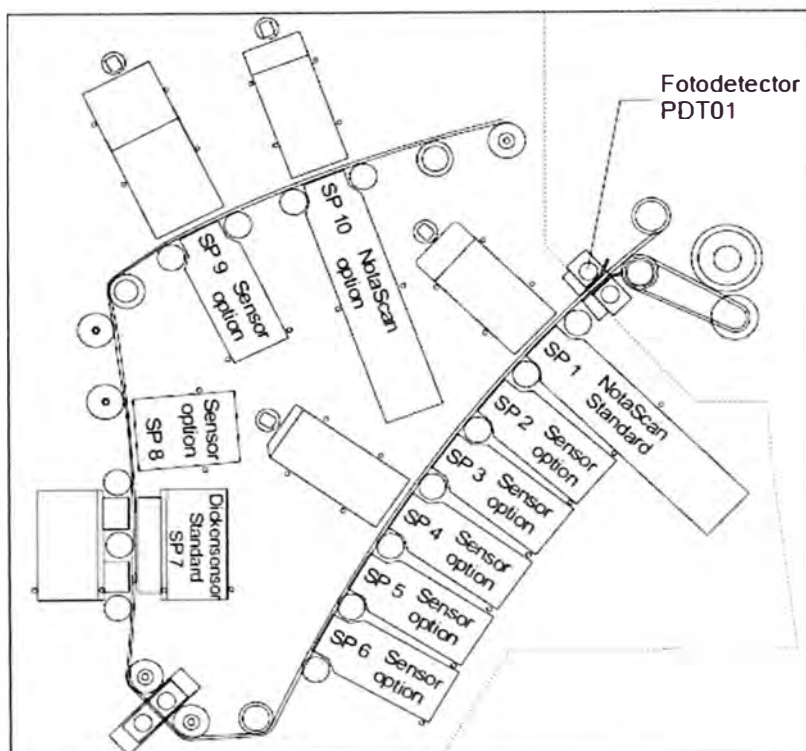 Fotodetector
PDT01
SP 10 NotaScan
option
SP 9 Sensor
option
Sensor
option
SP 8
Dickensensor
Standard
SP7
SP 1 NotaScan
Standard
SP 2 Sensor
option
SP 3 Sensor
option
SP 4 Sensor
option
SP 5 Sensor
option
SP 6 Sensor
option